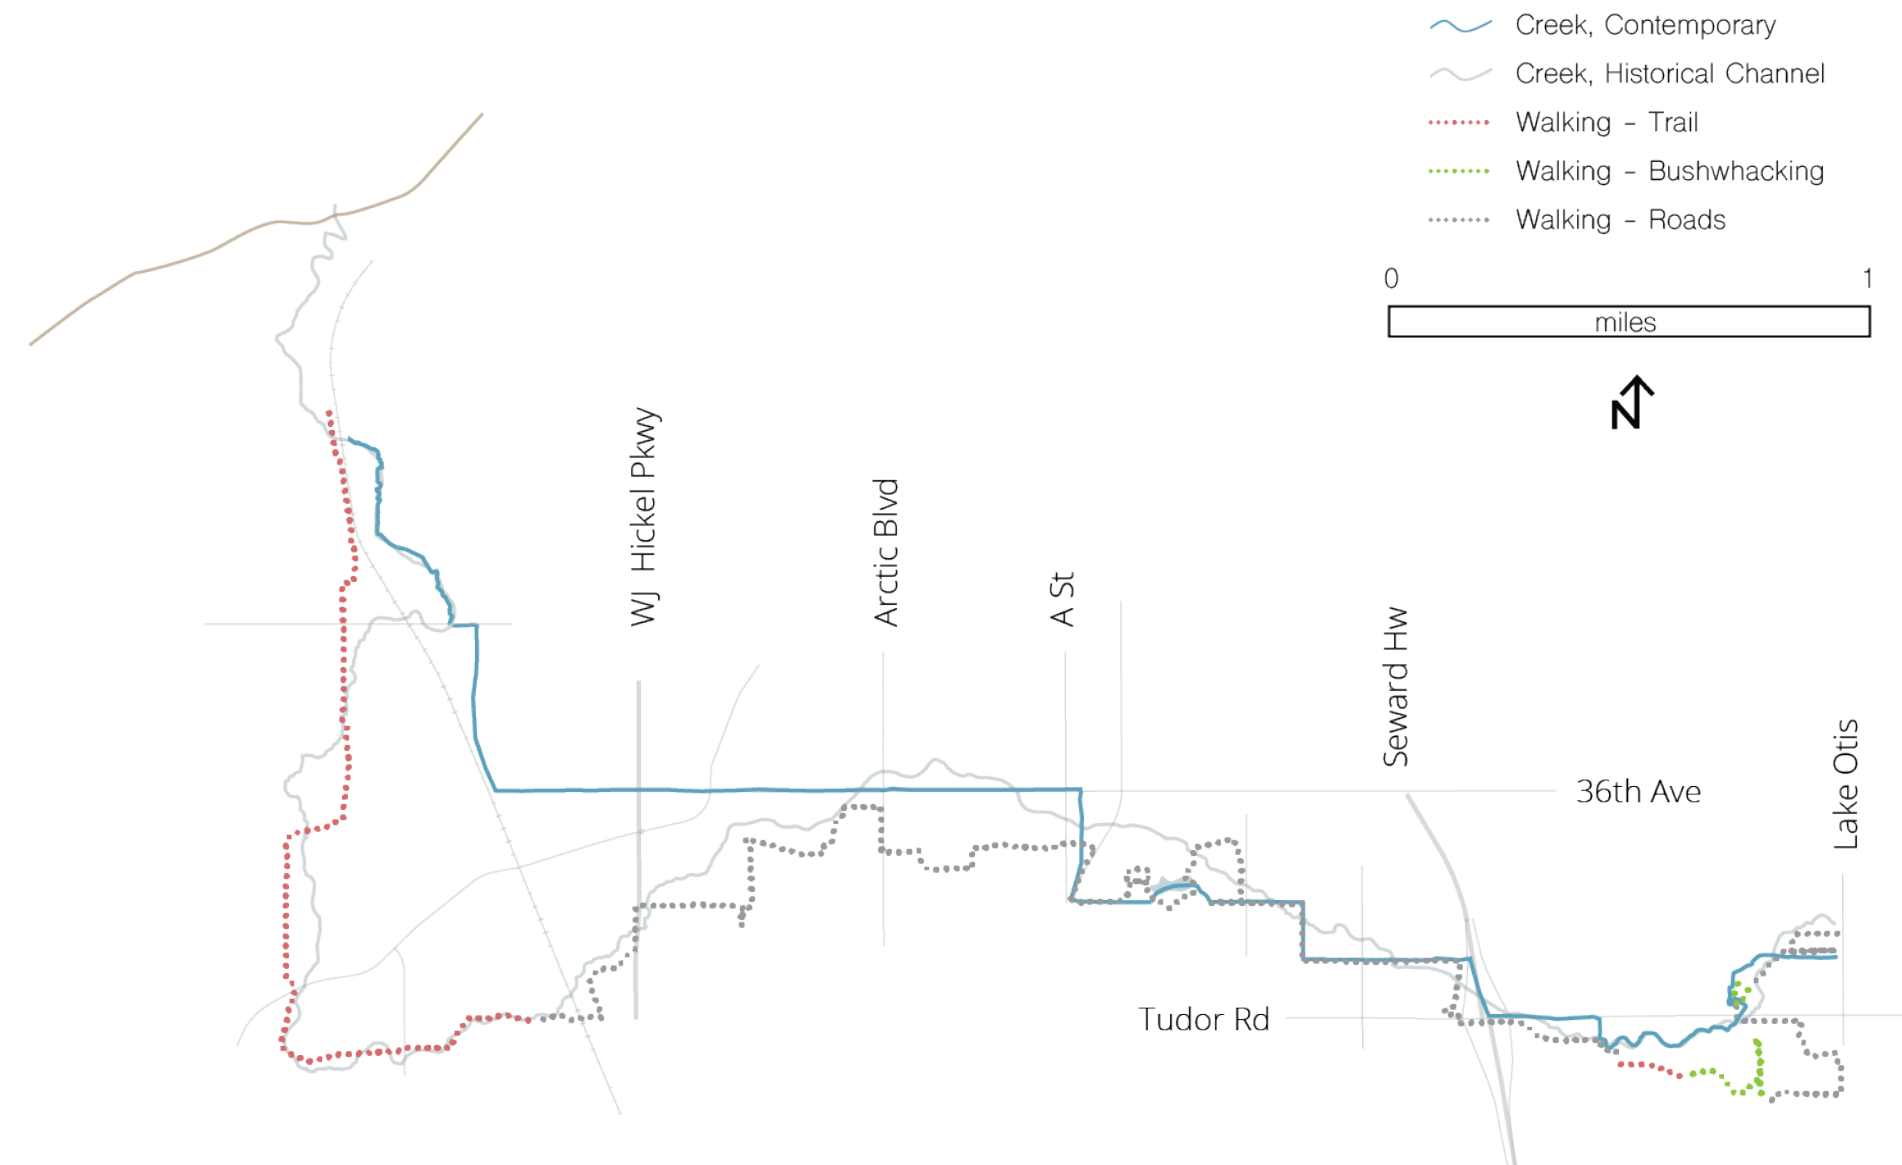 Creek, Contemporary
Creek, Historical Channel
Walking - Trail
Walking - Bushwhacking
Walking - Roads
0 1
miles
N
WJ Hickel Pkwy
Arctic Blvd
A St
Seward Hw
Lake Otis
36th Ave
Tudor Rd